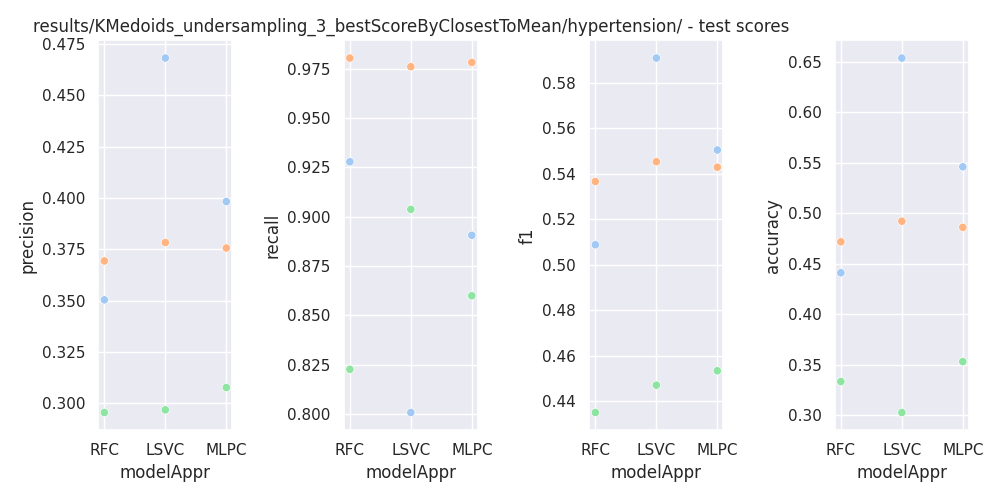 results/KMedoids_undersampling_3_bestScoreByClosestToMean/hypertension/ - test scores
precision
0.475
0.450
0.425
0.400
0.375
0.350
0.325
0.300
RFC LSVC MLPC
modelAppr
recall
0.975
0.950
0.925
0.900
0.875
0.850
0.825
0.800
RFC LSVC MLPC
modelAppr
f1
0.58
0.56
0.54
0.52
0.50
0.48
0.46
0.44
RFC LSVC MLPC
modelAppr
accuracy
0.65
0.60
0.55
0.50
0.45
0.40
0.35
0.30
RFC LSVC MLPC
modelAppr